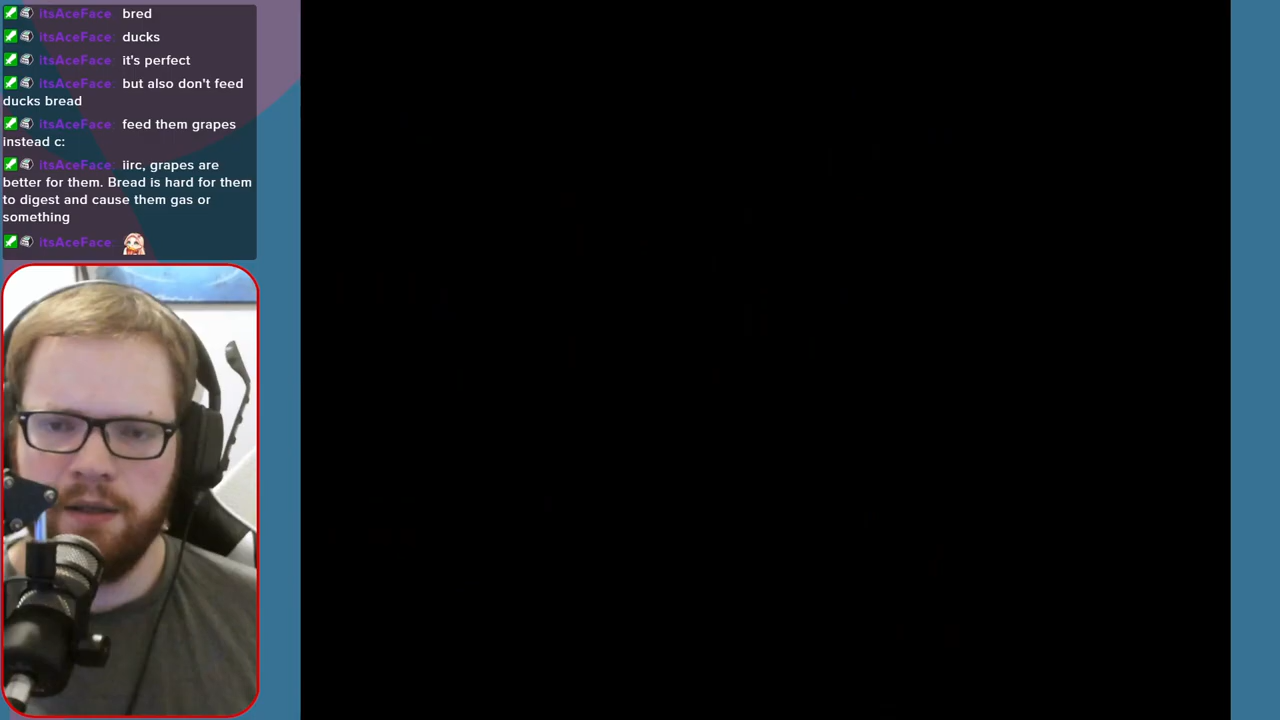 itsAceFace: bred
itsAceFace: ducks
itsAceFace: it's perfect
itsAceFace: but also don't feed
ducks bread
itsAceFace: feed them grapes
instead c:
itsAceFace: iirc, grapes are
better for them. Bread is hard for them
to digest and cause them gas or
something
itsAceFace: